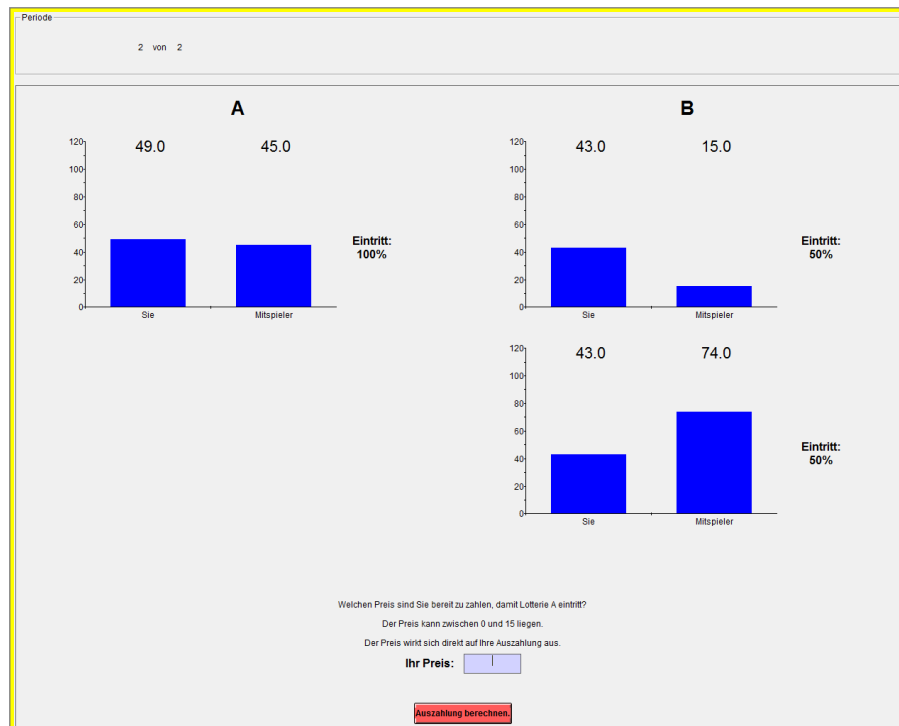 Periode
2 von 2
A
49.0 45.0
120
100
80
60
40
20
0
Eintritt:
100%
Sie Mitspieler
B
43.0 15.0
120
100
80
60
40
20
0
Eintritt:
50%
Sie Mitspieler
43.0 74.0
120
100
80
60
40
20
0
Eintritt:
50%
Sie Mitspieler
Welchen Preis sind Sie bereit zu zahlen, damit Lotterie A eintritt?
Der Preis kann zwischen 0 und 15 liegen.
Der Preis wirkt sich direkt auf Ihre Auszahlung aus.
Ihr Preis:
Auszahlung berechnen.